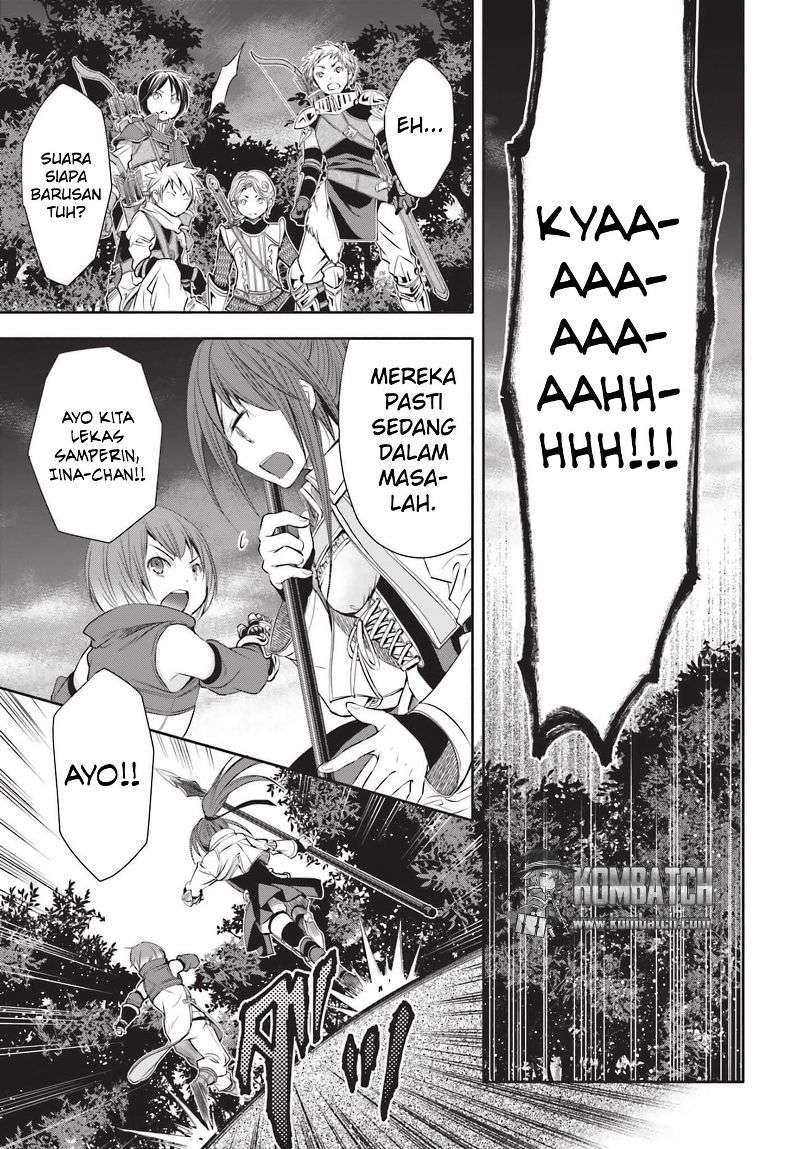 KYAA-
AAA-
AAA-
AAHH-
HHH!!!
EH...
SUARA
SIAPA
BARUSAN
TUH?
MEREKA
PASTI
SEDANG
DALAM
MASA-
LAH.
AYO KITA
LEKAS
SAMPERIN,
IINA-CHAN!!
AYO!!
KOMBATCH
www.kombatch.com